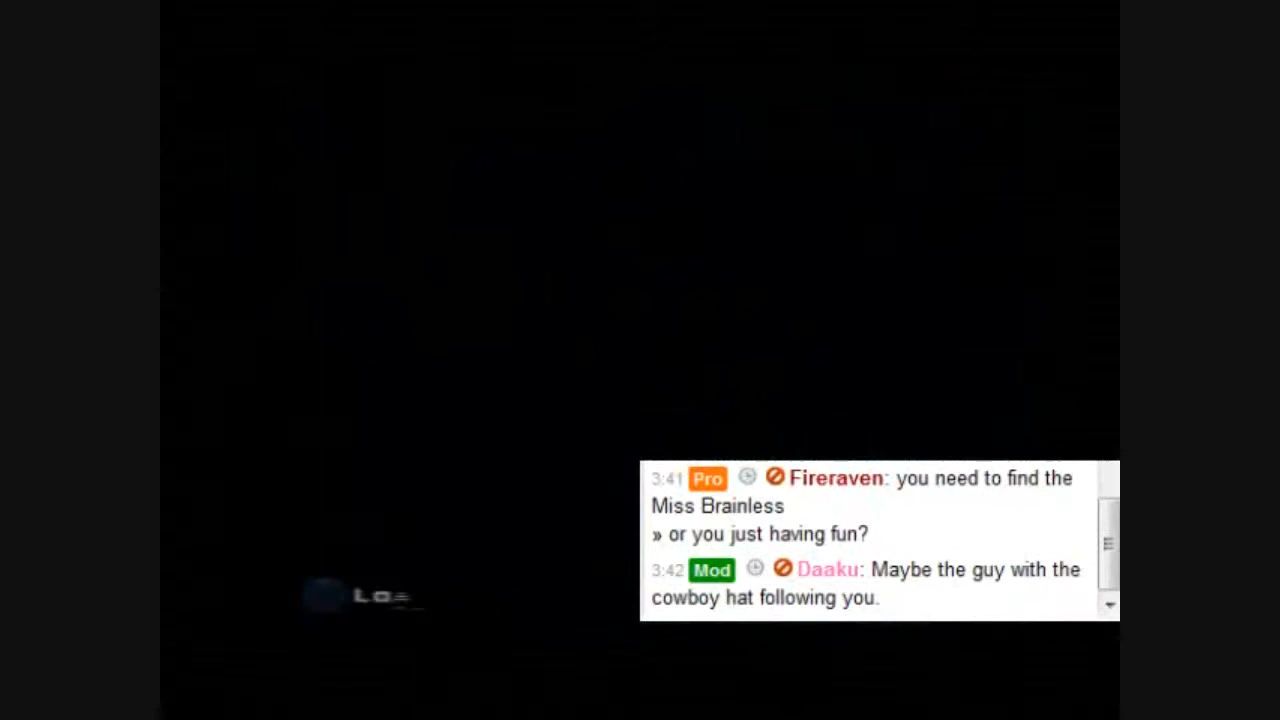 3:41 Pro Fireraven: you need to find the
Miss Brainless
» or you just having fun?
3:42 Mod Daaku: Maybe the guy with the
cowboy hat following you.